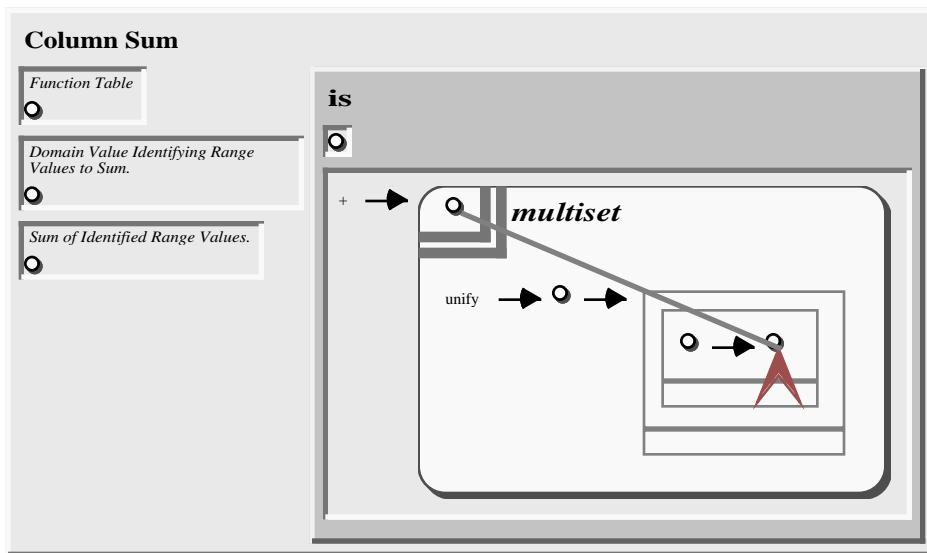 Column Sum
Function Table
Domain Value Identifying Range
Values to Sum.
Sum of Identified Range Values.
is
+
multiset
unify